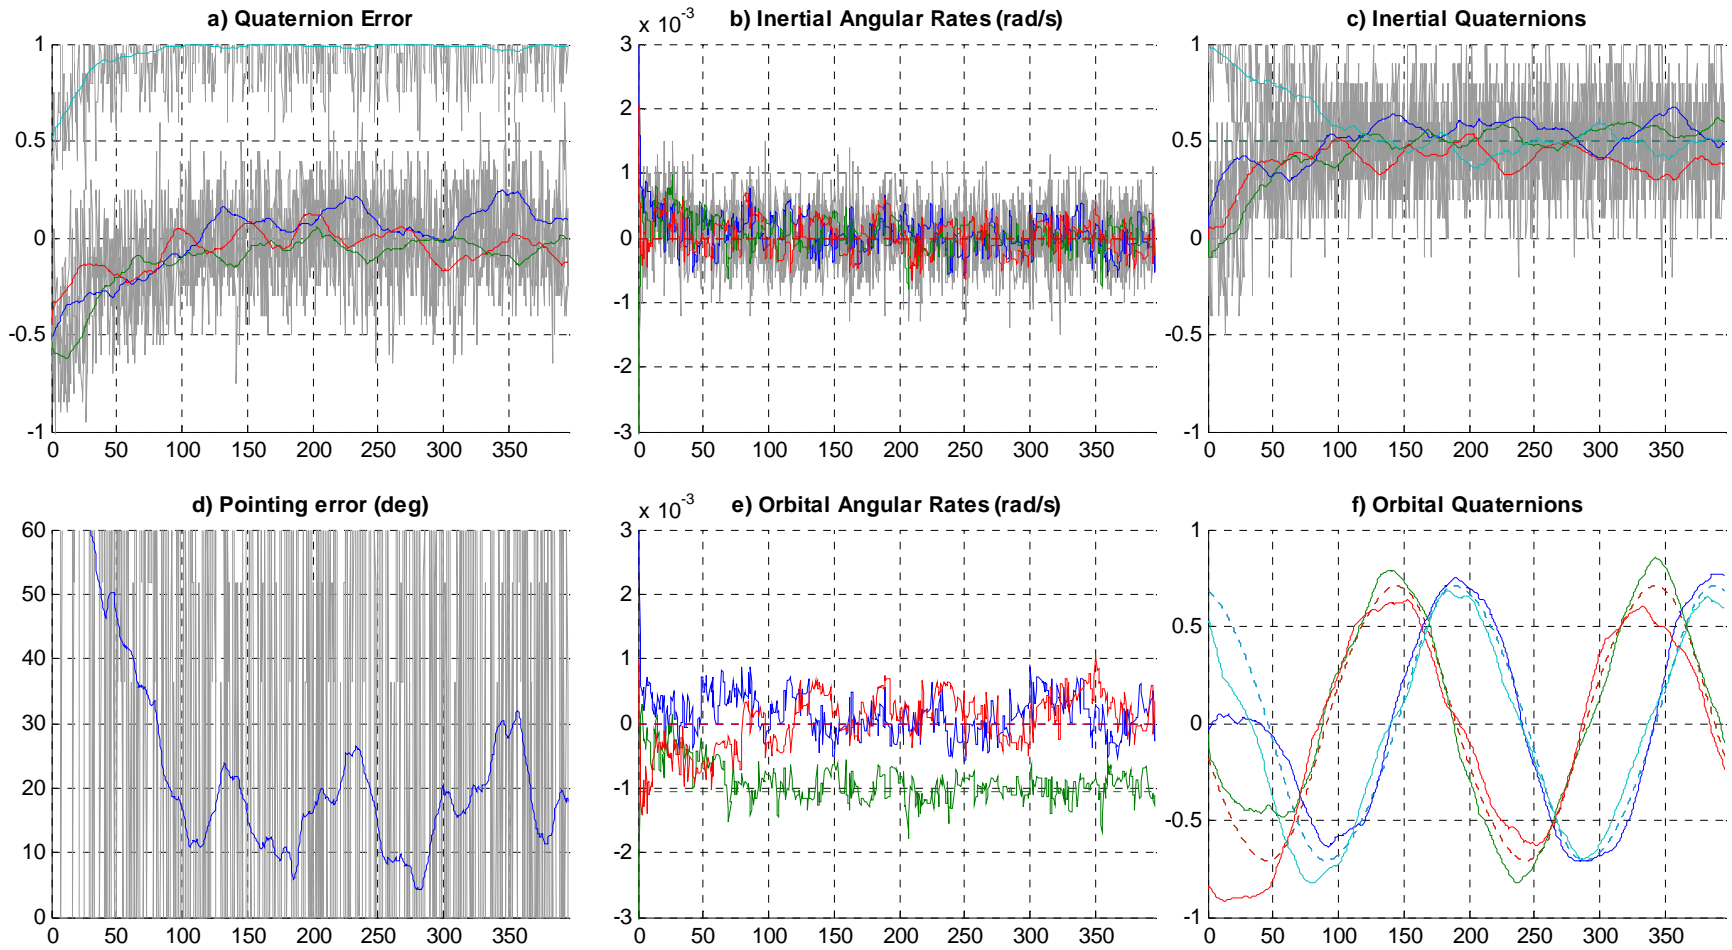 a) Quaternion Error
1
0.5
0
-0.5
-1
0 50 100 150 200 250 300 350
b) Inertial Angular Rates (rad/s)
x 10-3
3
2
1
0
-1
-2
-3
0 50 100 150 200 250 300 350
c) Inertial Quaternions
1
0.5
0
-0.5
-1
0 50 100 150 200 250 300 350
d) Pointing error (deg)
60
50
40
30
20
10
0
0 50 100 150 200 250 300 350
e) Orbital Angular Rates (rad/s)
x 10-3
3
2
1
0
-1
-2
-3
0 50 100 150 200 250 300 350
f) Orbital Quaternions
1
0.5
0
-0.5
-1
0 50 100 150 200 250 300 350